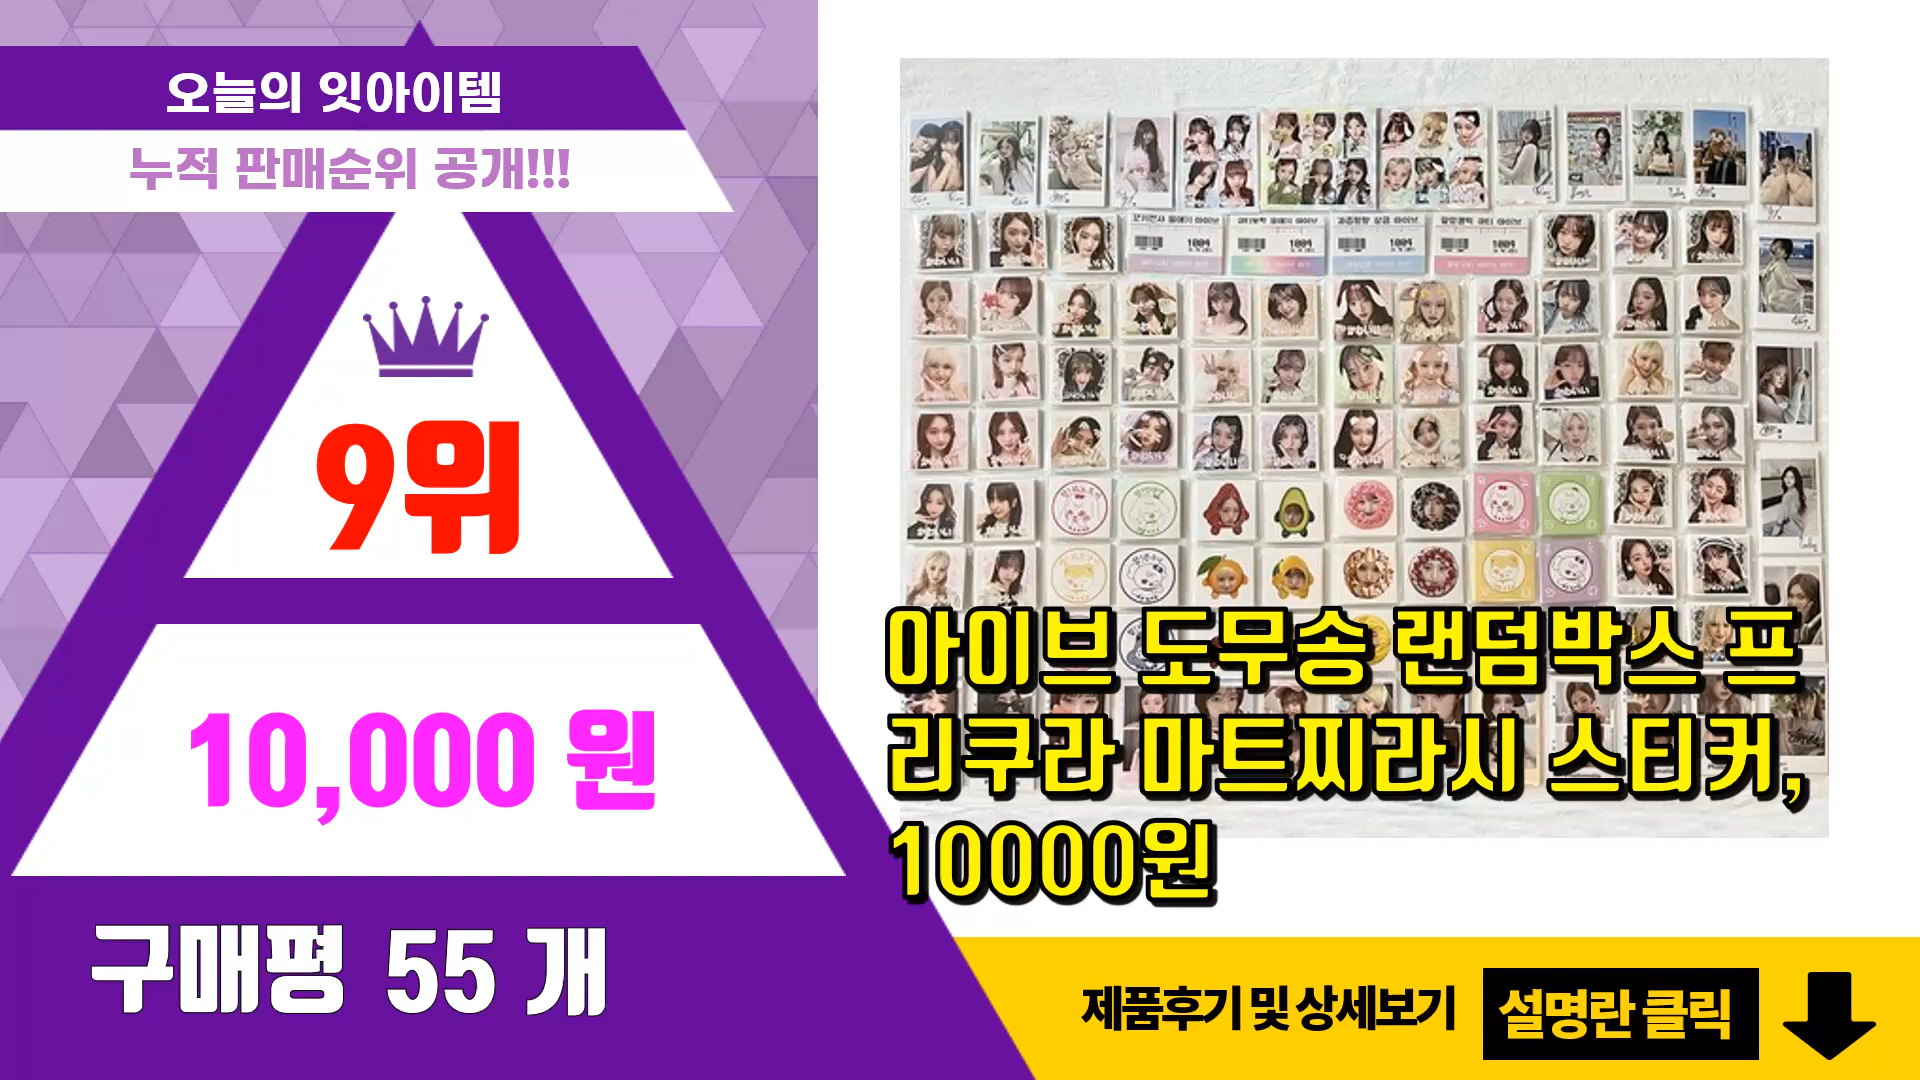 오늘의 잇아이템
누적 판매순위 공개!!!
9위
10,000 원
구매평 55 개
아이브 도무송 랜덤박스 프
리쿠라 마트찌라시 스티커,
10000원
제품후기 및 상세보기
설명란 클릭